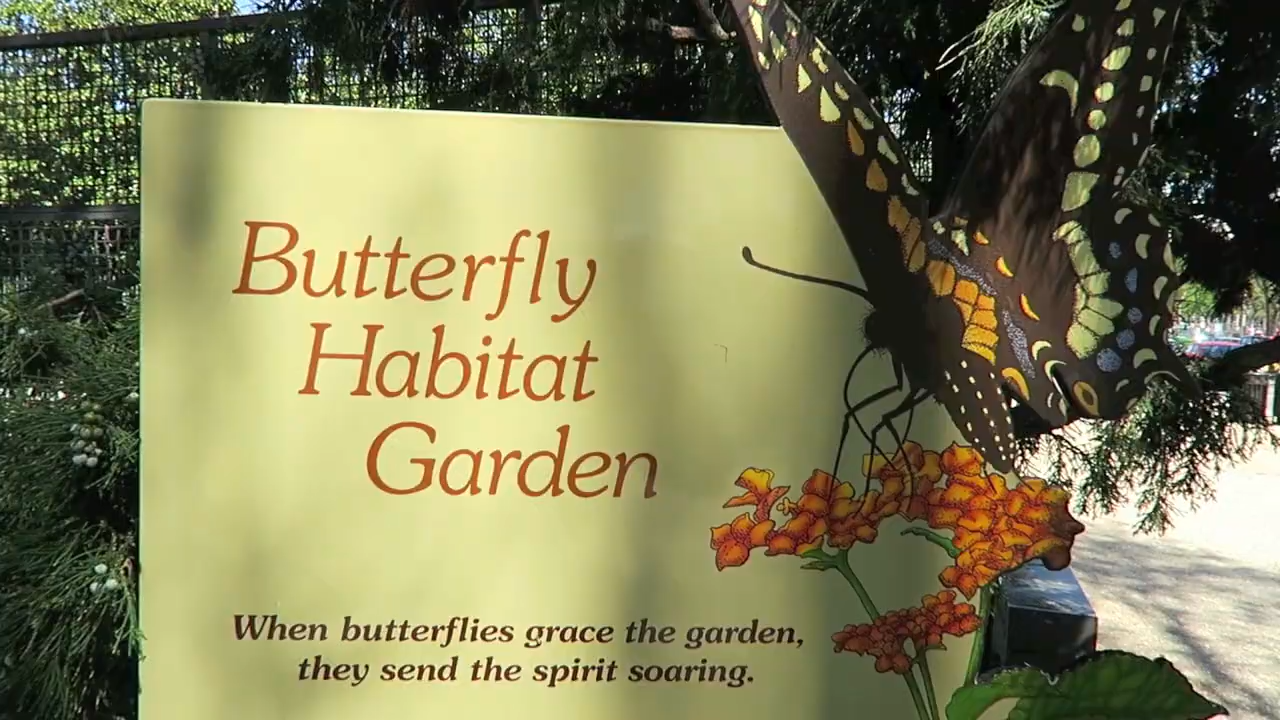 Butterfly
Habitat
Garden
When butterflies grace the garden,
they send the spirit soaring.